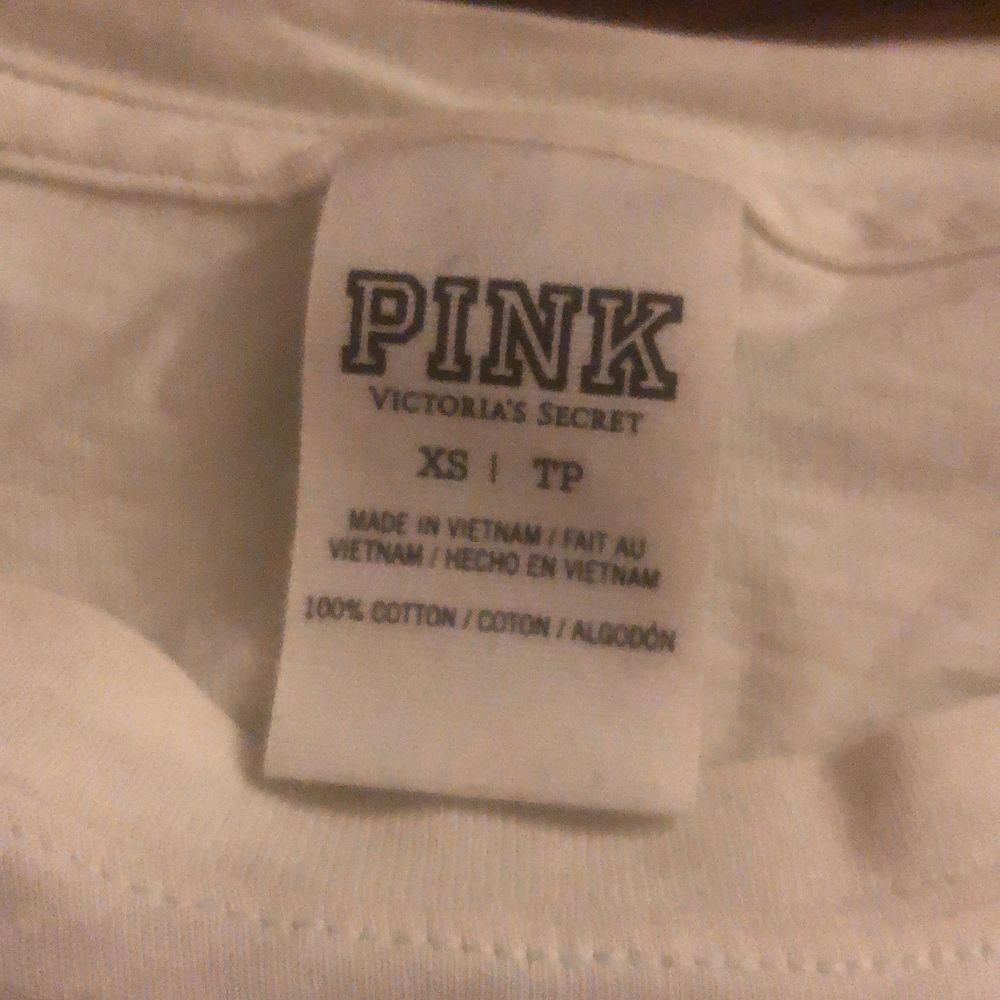 PINK
VICTORIA'S SECRET
XS | TP
MADE IN VIETNAM / FAIT AU
VIETNAM / HECHO EN VIETNAM
100% COTTON / COTON / ALGODÓN